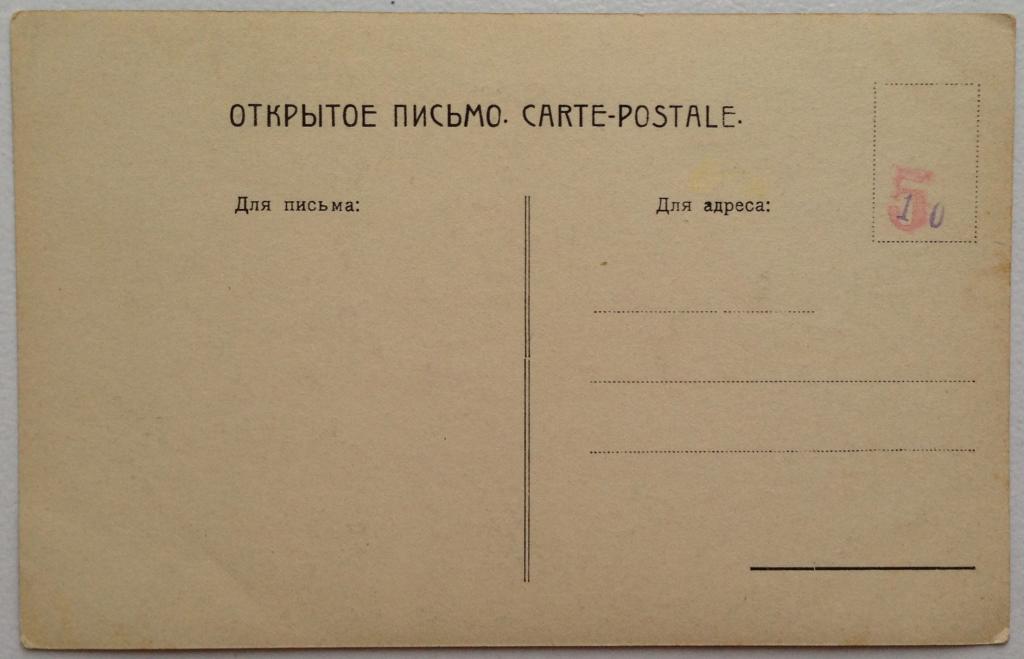 ОТКРЫТОЕ ПИСЬМО. CARTE-POSTALE.
Для письма:
Для адреса:
5
10